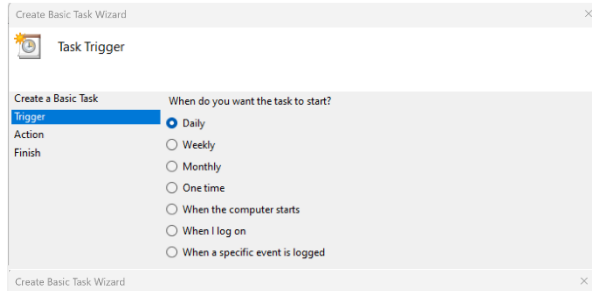 Create Basic Task Wizard
Task Trigger
Create a Basic Task
Trigger
Action
Finish
When do you want the task to start?
Daily
Weekly
Monthly
One time
When the computer starts
When I log on
When a specific event is logged
Create Basic Task Wizard